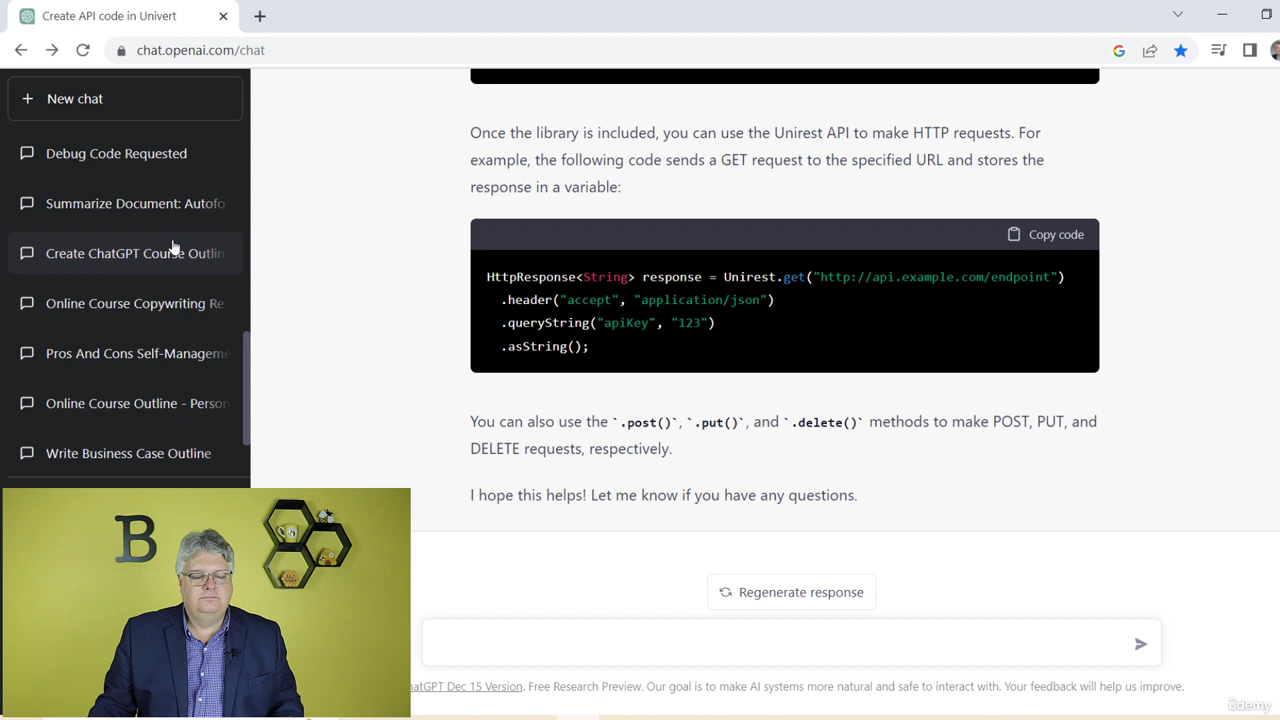 Create API code in Univert
chat.openai.com/chat
New chat
Debug Code Requested
Summarize Document: Autofo
Create ChatGPT Course Outlin
Online Course Copywriting Re
Pros And Cons Self-Manageme
Online Course Outline - Person
Write Business Case Outline
Once the library is included, you can use the Unirest API to make HTTP requests. For
example, the following code sends a GET request to the specified URL and stores the
response in a variable:
Copy code
HttpResponse<String> response = Unirest.get("http://api.example.com/endpoint")
.header("accept", "application/json")
.queryString("apiKey", "123")
.asString();
You can also use the `.post()`, `.put()`, and `.delete()` methods to make POST, PUT, and
DELETE requests, respectively.
I hope this helps! Let me know if you have any questions.
Regenerate response
hatGPT Dec 15 Version. Free Research Preview. Our goal is to make AI systems more natural and safe to interact with. Your feedback will help us improve.
B
ûdemy